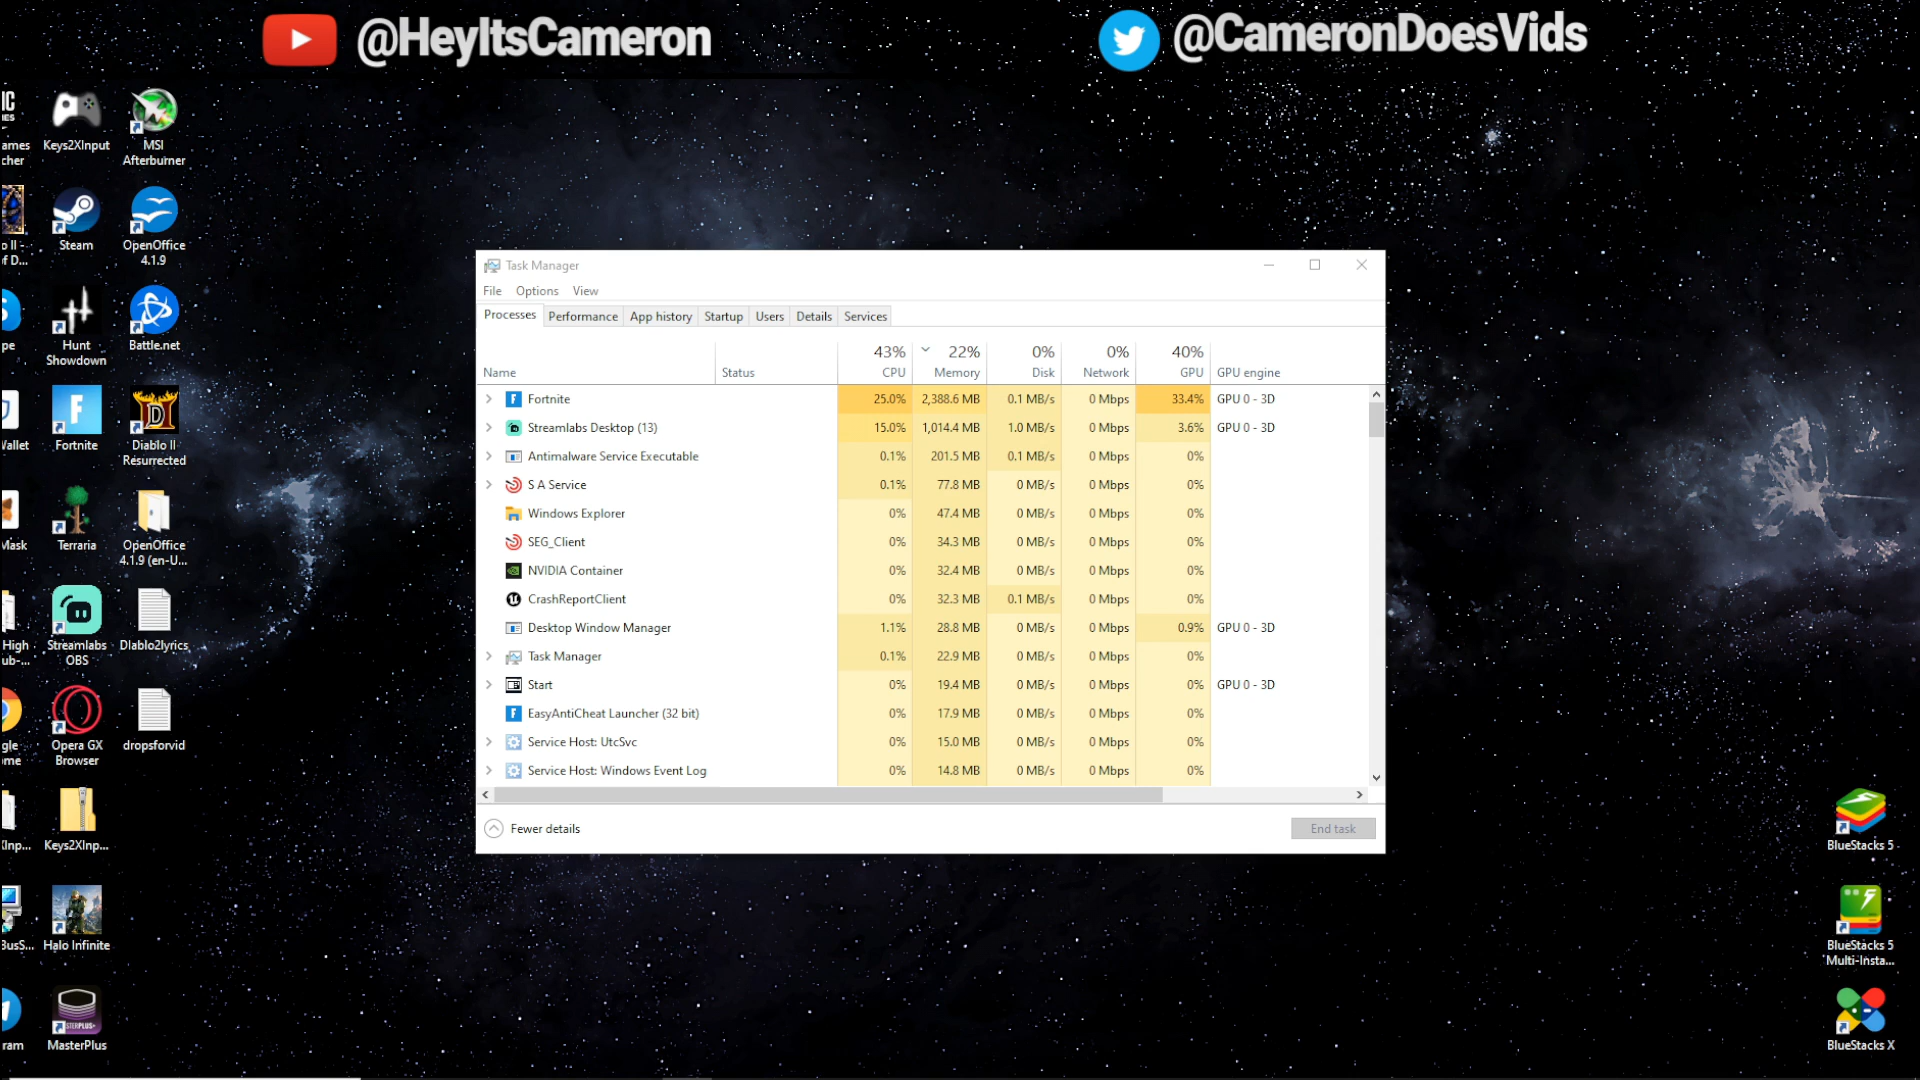 @HeyItsCameron
@CameronDoesVids
Keys2XInput
MSI
Afterburner
Steam
OpenOffice
4.1.9
Hunt
Showdown
Battle.net
Fortnite
Diablo II
Resurrected
Terraria
OpenOffice
4.1.9 (en-U...
Streamlabs
OBS
DIablo2lyrics
Opera GX
Browser
dropsforvid
Keys2XInp...
Halo Infinite
MasterPlus
Task Manager
File Options View
Processes Performance App history Startup Users Details Services
43% 22% 0% 0% 40%
Name Status CPU Memory Disk Network GPU GPU engine
Fortnite 25.0% 2,388.6 MB 0.1 MB/s 0 Mbps 33.4% GPU 0 - 3D
Streamlabs Desktop (13) 15.0% 1,014.4 MB 1.0 MB/s 0 Mbps 3.6% GPU 0 - 3D
Antimalware Service Executable 0.1% 201.5 MB 0.1 MB/s 0 Mbps 0%
S A Service 0.1% 77.8 MB 0 MB/s 0 Mbps 0%
Windows Explorer 0% 47.4 MB 0 MB/s 0 Mbps 0%
SEG_Client 0% 34.3 MB 0 MB/s 0 Mbps 0%
NVIDIA Container 0% 32.4 MB 0 MB/s 0 Mbps 0%
CrashReportClient 0% 32.3 MB 0.1 MB/s 0 Mbps 0%
Desktop Window Manager 1.1% 28.8 MB 0 MB/s 0 Mbps 0.9% GPU 0 - 3D
Task Manager 0.1% 22.9 MB 0 MB/s 0 Mbps 0%
Start 0% 19.4 MB 0 MB/s 0 Mbps 0% GPU 0 - 3D
EasyAntiCheat Launcher (32 bit) 0% 17.9 MB 0 MB/s 0 Mbps 0%
Service Host: UtcSvc 0% 15.0 MB 0 MB/s 0 Mbps 0%
Service Host: Windows Event Log 0% 14.8 MB 0 MB/s 0 Mbps 0%
Fewer details
End task
BlueStacks 5
BlueStacks 5
Multi-Insta...
BlueStacks X